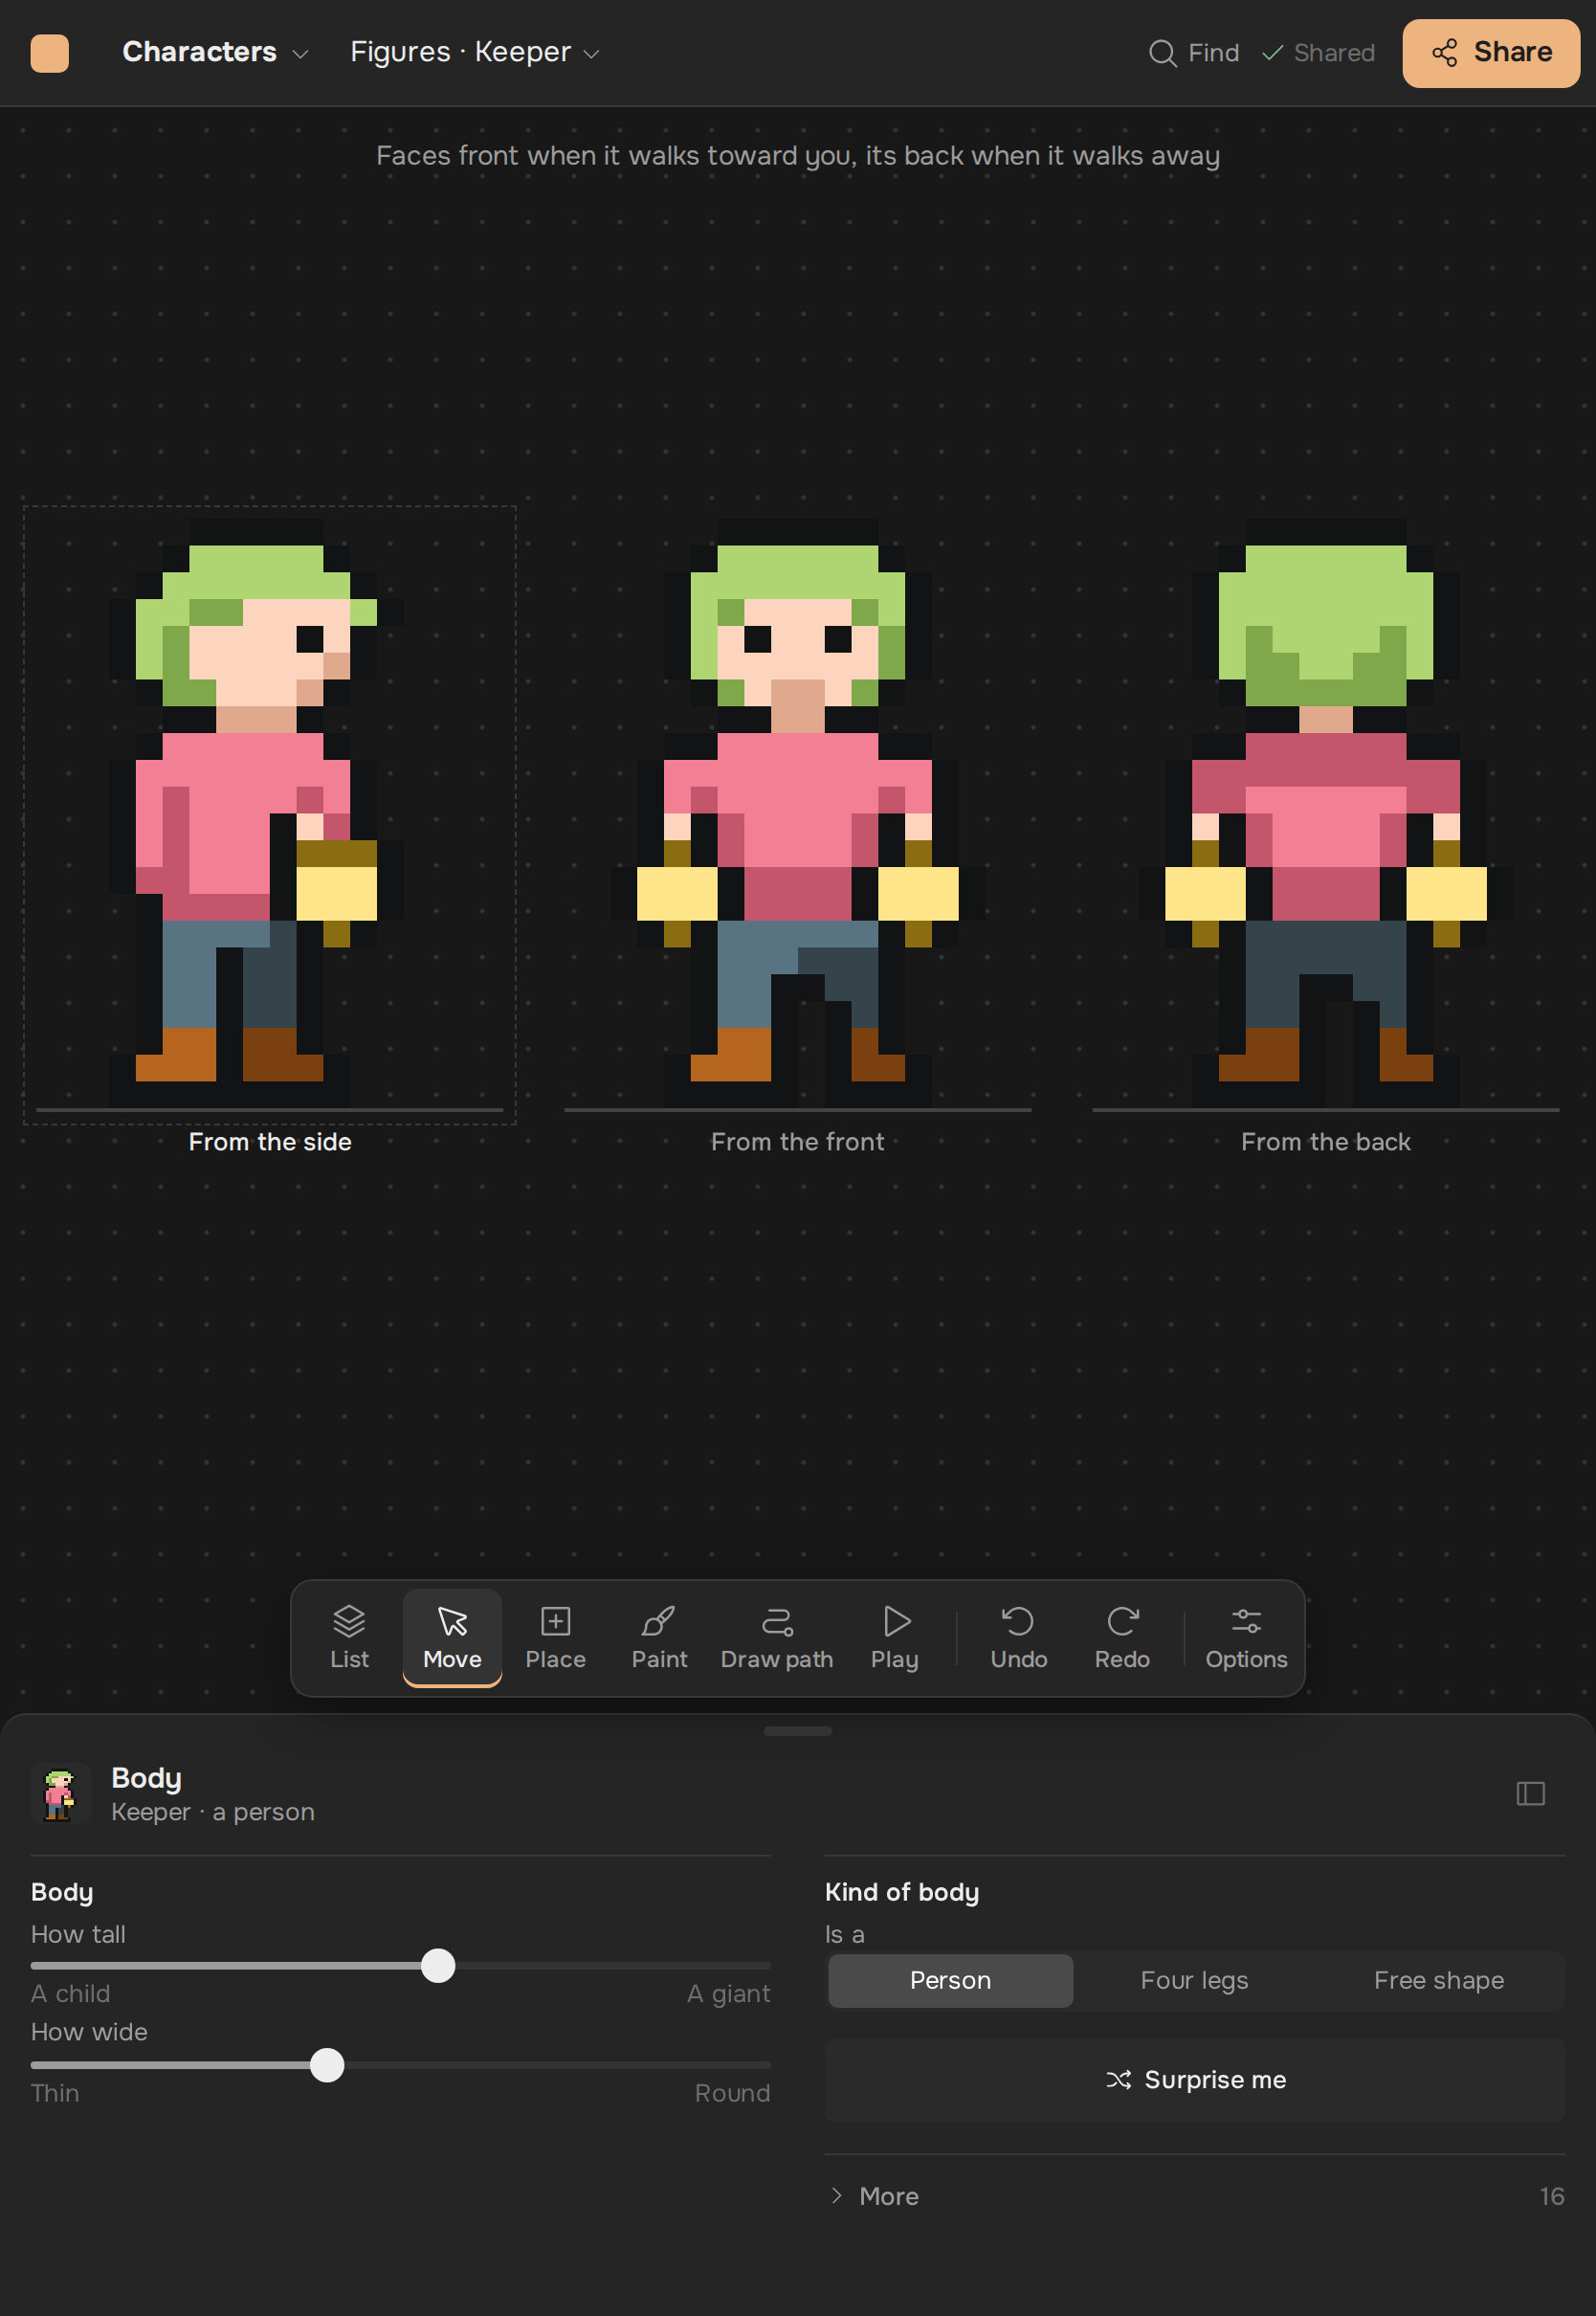 Characters
Figures · Keeper
Find
Shared
Share
Faces front when it walks toward you, its back when it walks away
From the side
From the front
From the back
List
Move
Place
Paint
Draw path
Play
Undo
Redo
Options
Body
Keeper · a person
Body
How tall
A child
A giant
How wide
Thin
Round
Kind of body
Is a
Person
Four legs
Free shape
Surprise me
More
16